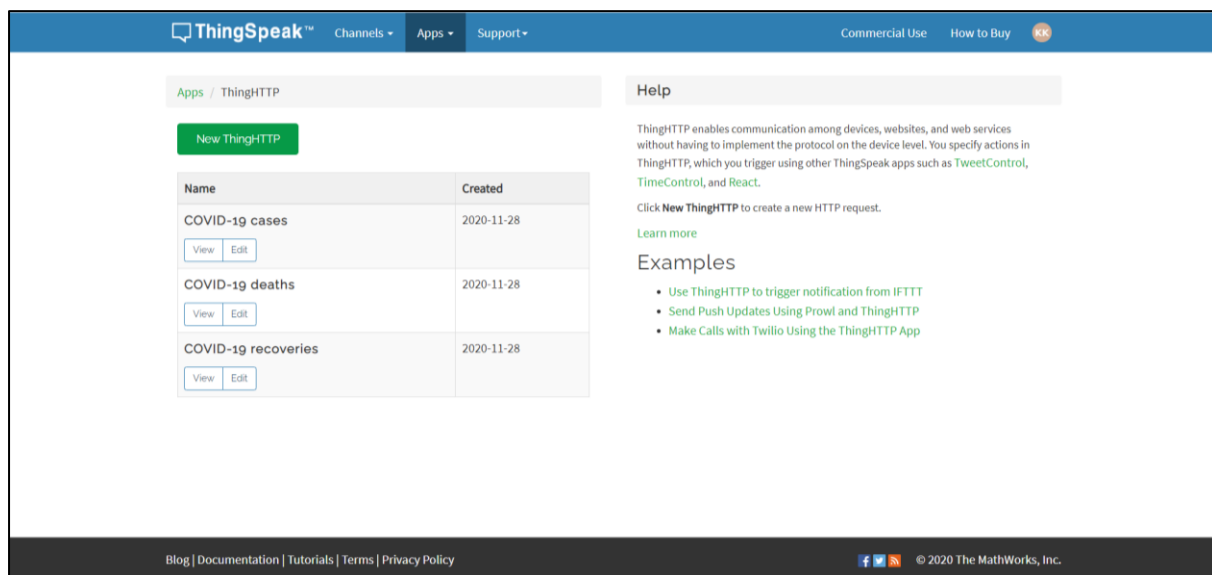 ThingSpeak™ Channels Apps Support Commercial Use How to Buy KK
Apps / ThingHTTP
New ThingHTTP
Name Created
COVID-19 cases 2020-11-28
View Edit
COVID-19 deaths 2020-11-28
View Edit
COVID-19 recoveries 2020-11-28
View Edit
Help
ThingHTTP enables communication among devices, websites, and web services
without having to implement the protocol on the device level. You specify actions in
ThingHTTP, which you trigger using other ThingSpeak apps such as TweetControl,
TimeControl, and React.
Click New ThingHTTP to create a new HTTP request.
Learn more
Examples
• Use ThingHTTP to trigger notification from IFTTT
• Send Push Updates Using Prowl and ThingHTTP
• Make Calls with Twilio Using the ThingHTTP App
Blog | Documentation | Tutorials | Terms | Privacy Policy © 2020 The MathWorks, Inc.